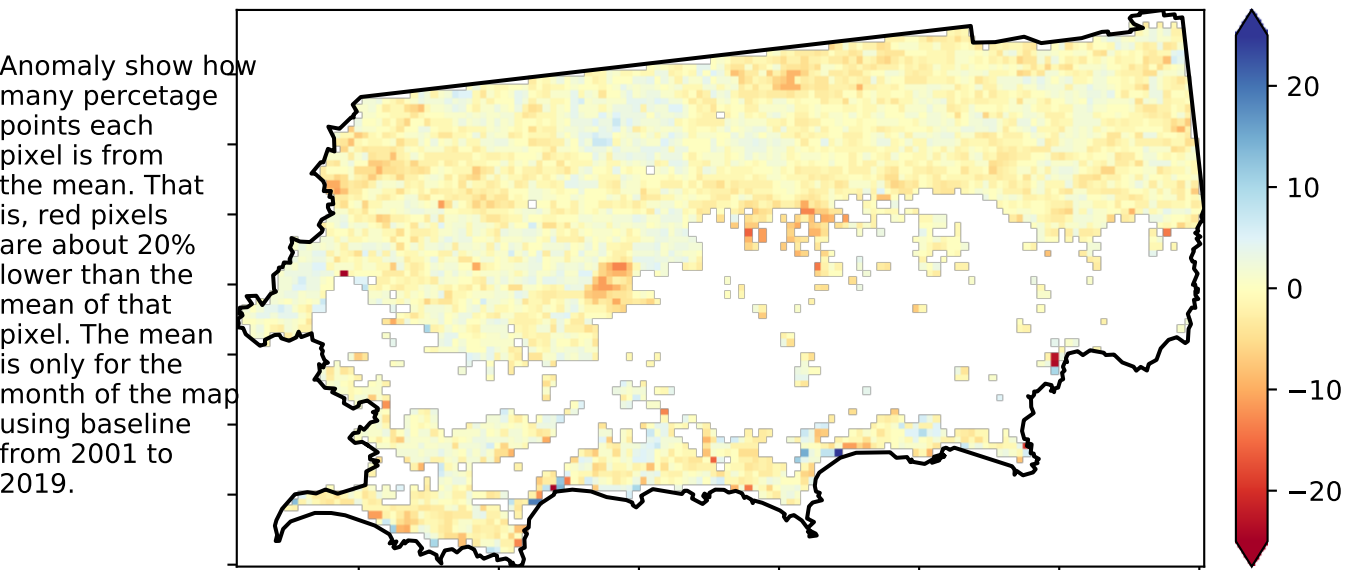 Anomaly show how
many percetage
points each
pixel is from
the mean. That
is, red pixels
are about 20%
lower than the
mean of that
pixel. The mean
is only for the
month of the map
using baseline
from 2001 to
2019.
20
10
0
−10
−20